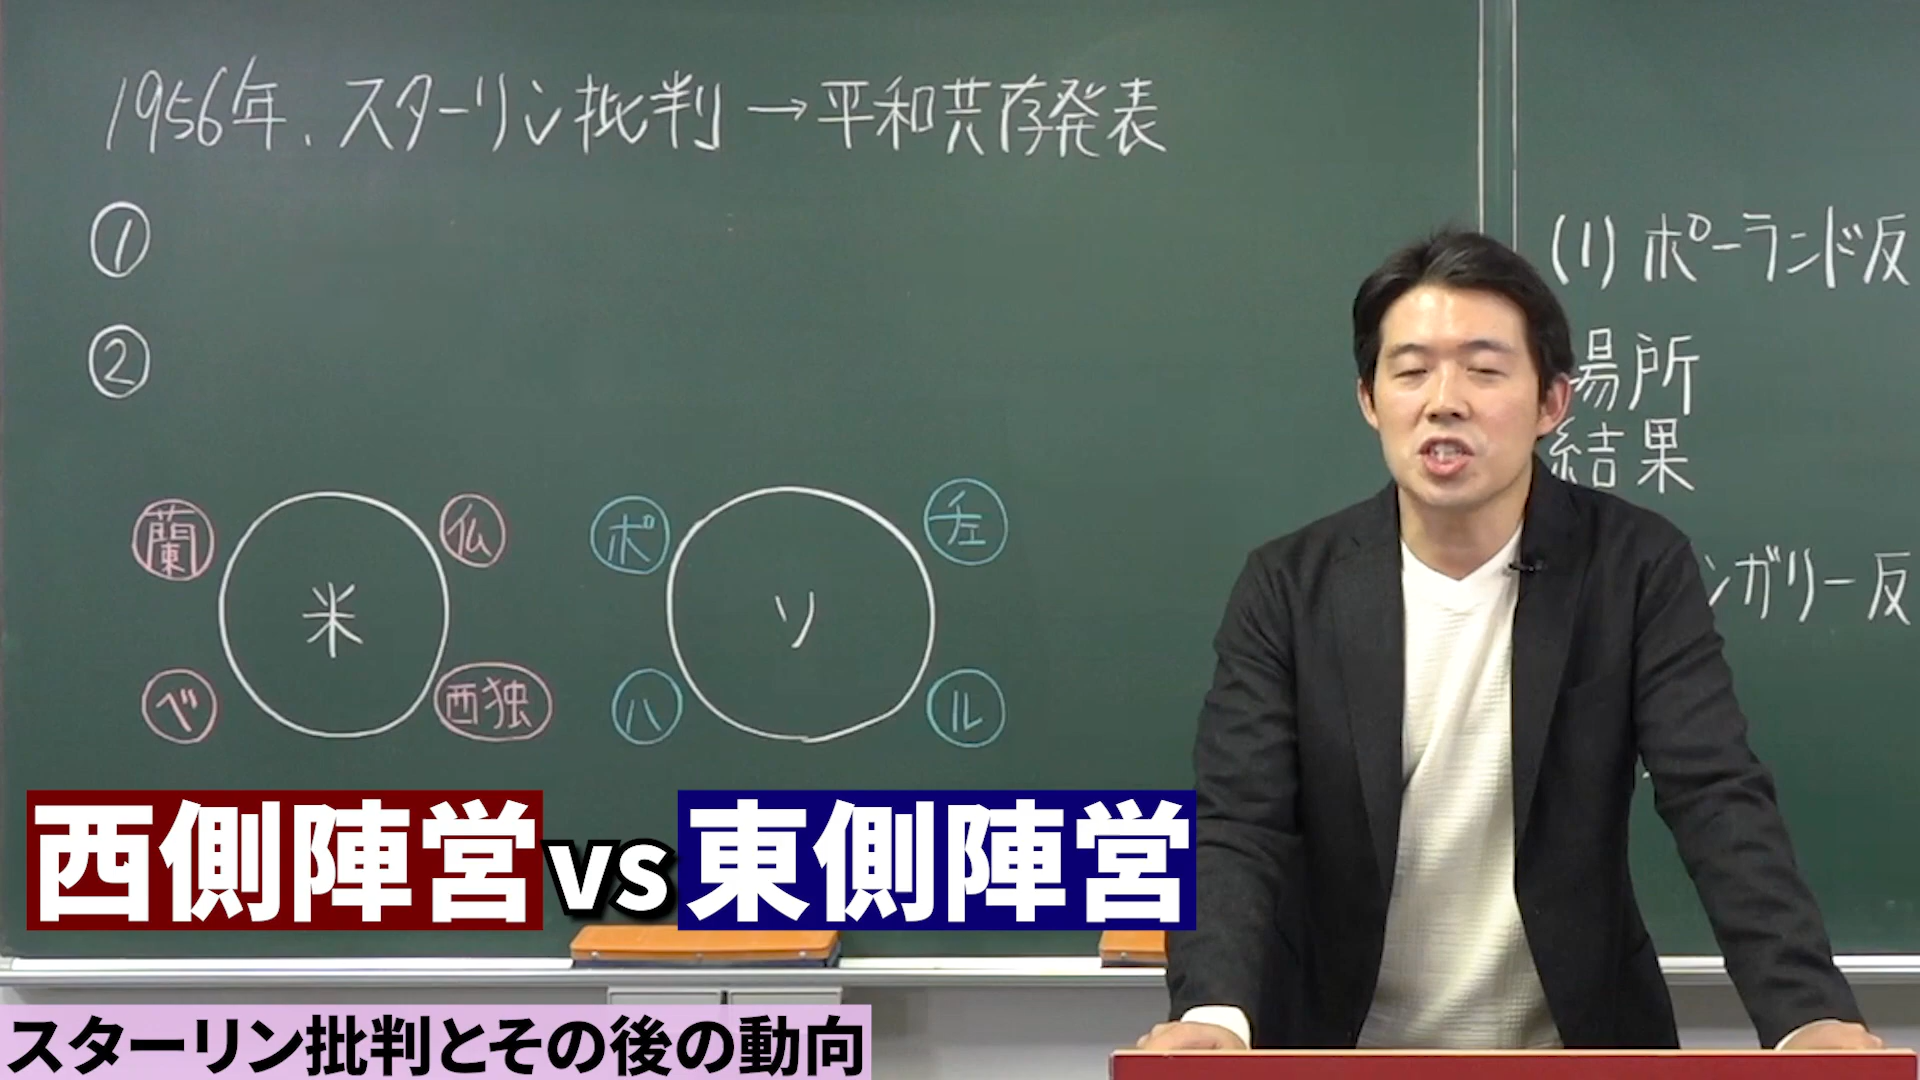 1956年、スターリン批判→平和共存発表
①
②
蘭
仏
米
ベ
西独
ポ
チェ
ソ
ハ
ル
(1)ポーランド反
場所
結果
ンガリー反
西側陣営vs東側陣営
スターリン批判とその後の動向